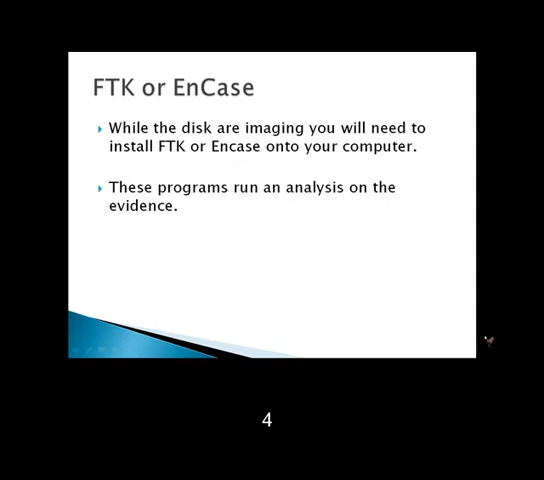 FTK or EnCase
While the disk are imaging you will need to
install FTK or Encase onto your computer.
These programs run an analysis on the
evidence.
4